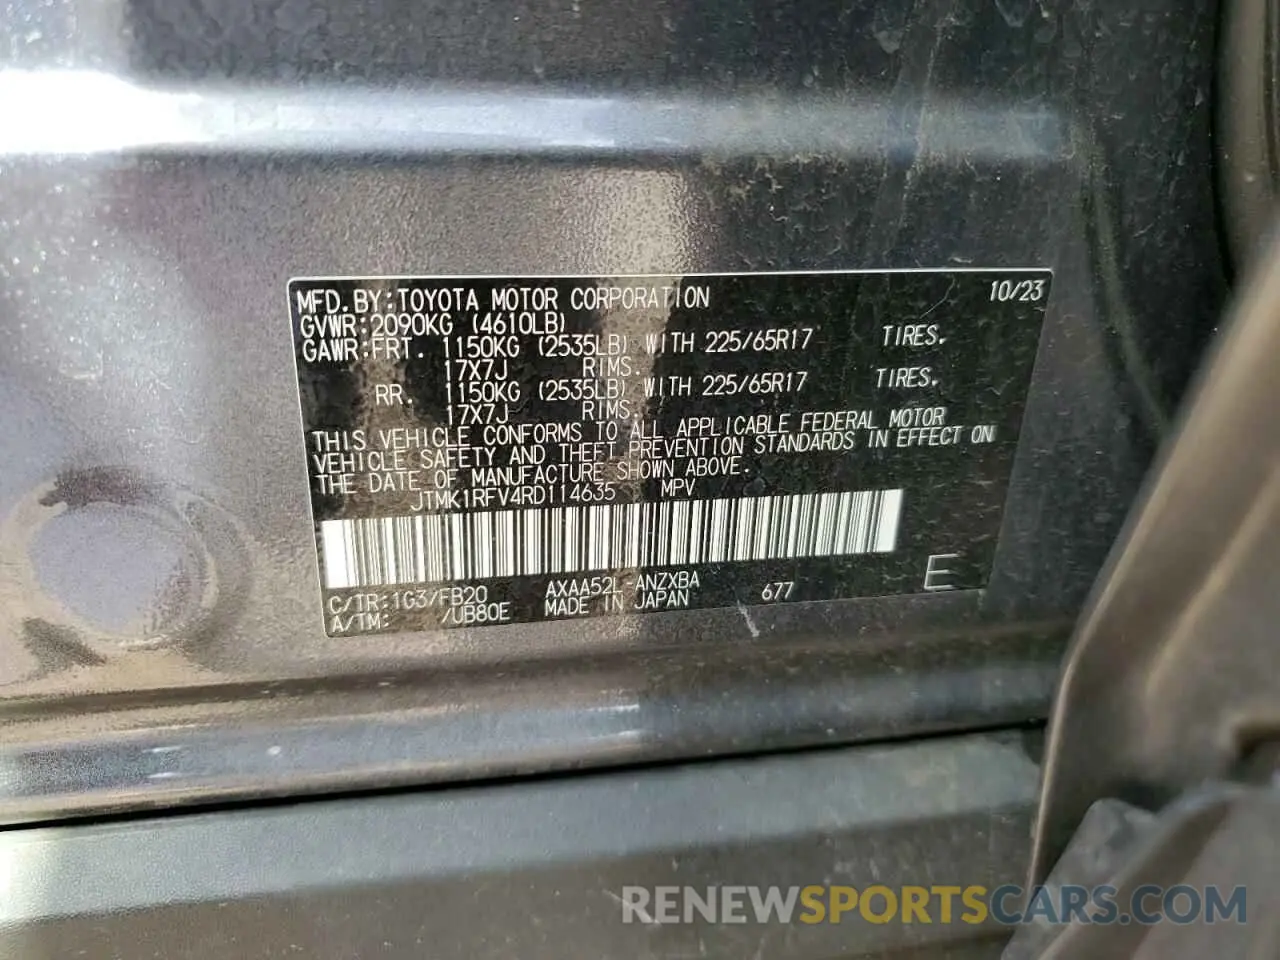 MFD.BY:TOYOTA MOTOR CORPORATION 10/23
GVWR:2090KG (4610LB)
GAWR:FRT. 1150KG (2535LB) WITH 225/65R17 TIRES.
17X7J RIMS.
RR. 1150KG (2535LB) WITH 225/65R17 TIRES.
17X7J RIMS.
THIS VEHICLE CONFORMS TO ALL APPLICABLE FEDERAL MOTOR
VEHICLE SAFETY AND THEFT PREVENTION STANDARDS IN EFFECT ON
THE DATE OF MANUFACTURE SHOWN ABOVE.
JTMK1RFV4RD114635 MPV
C/TR:1G3/FB20 AXAA52L-ANZXBA 677 E
A/TM: /UB80E MADE IN JAPAN
RENEWSPORTSCARS.COM